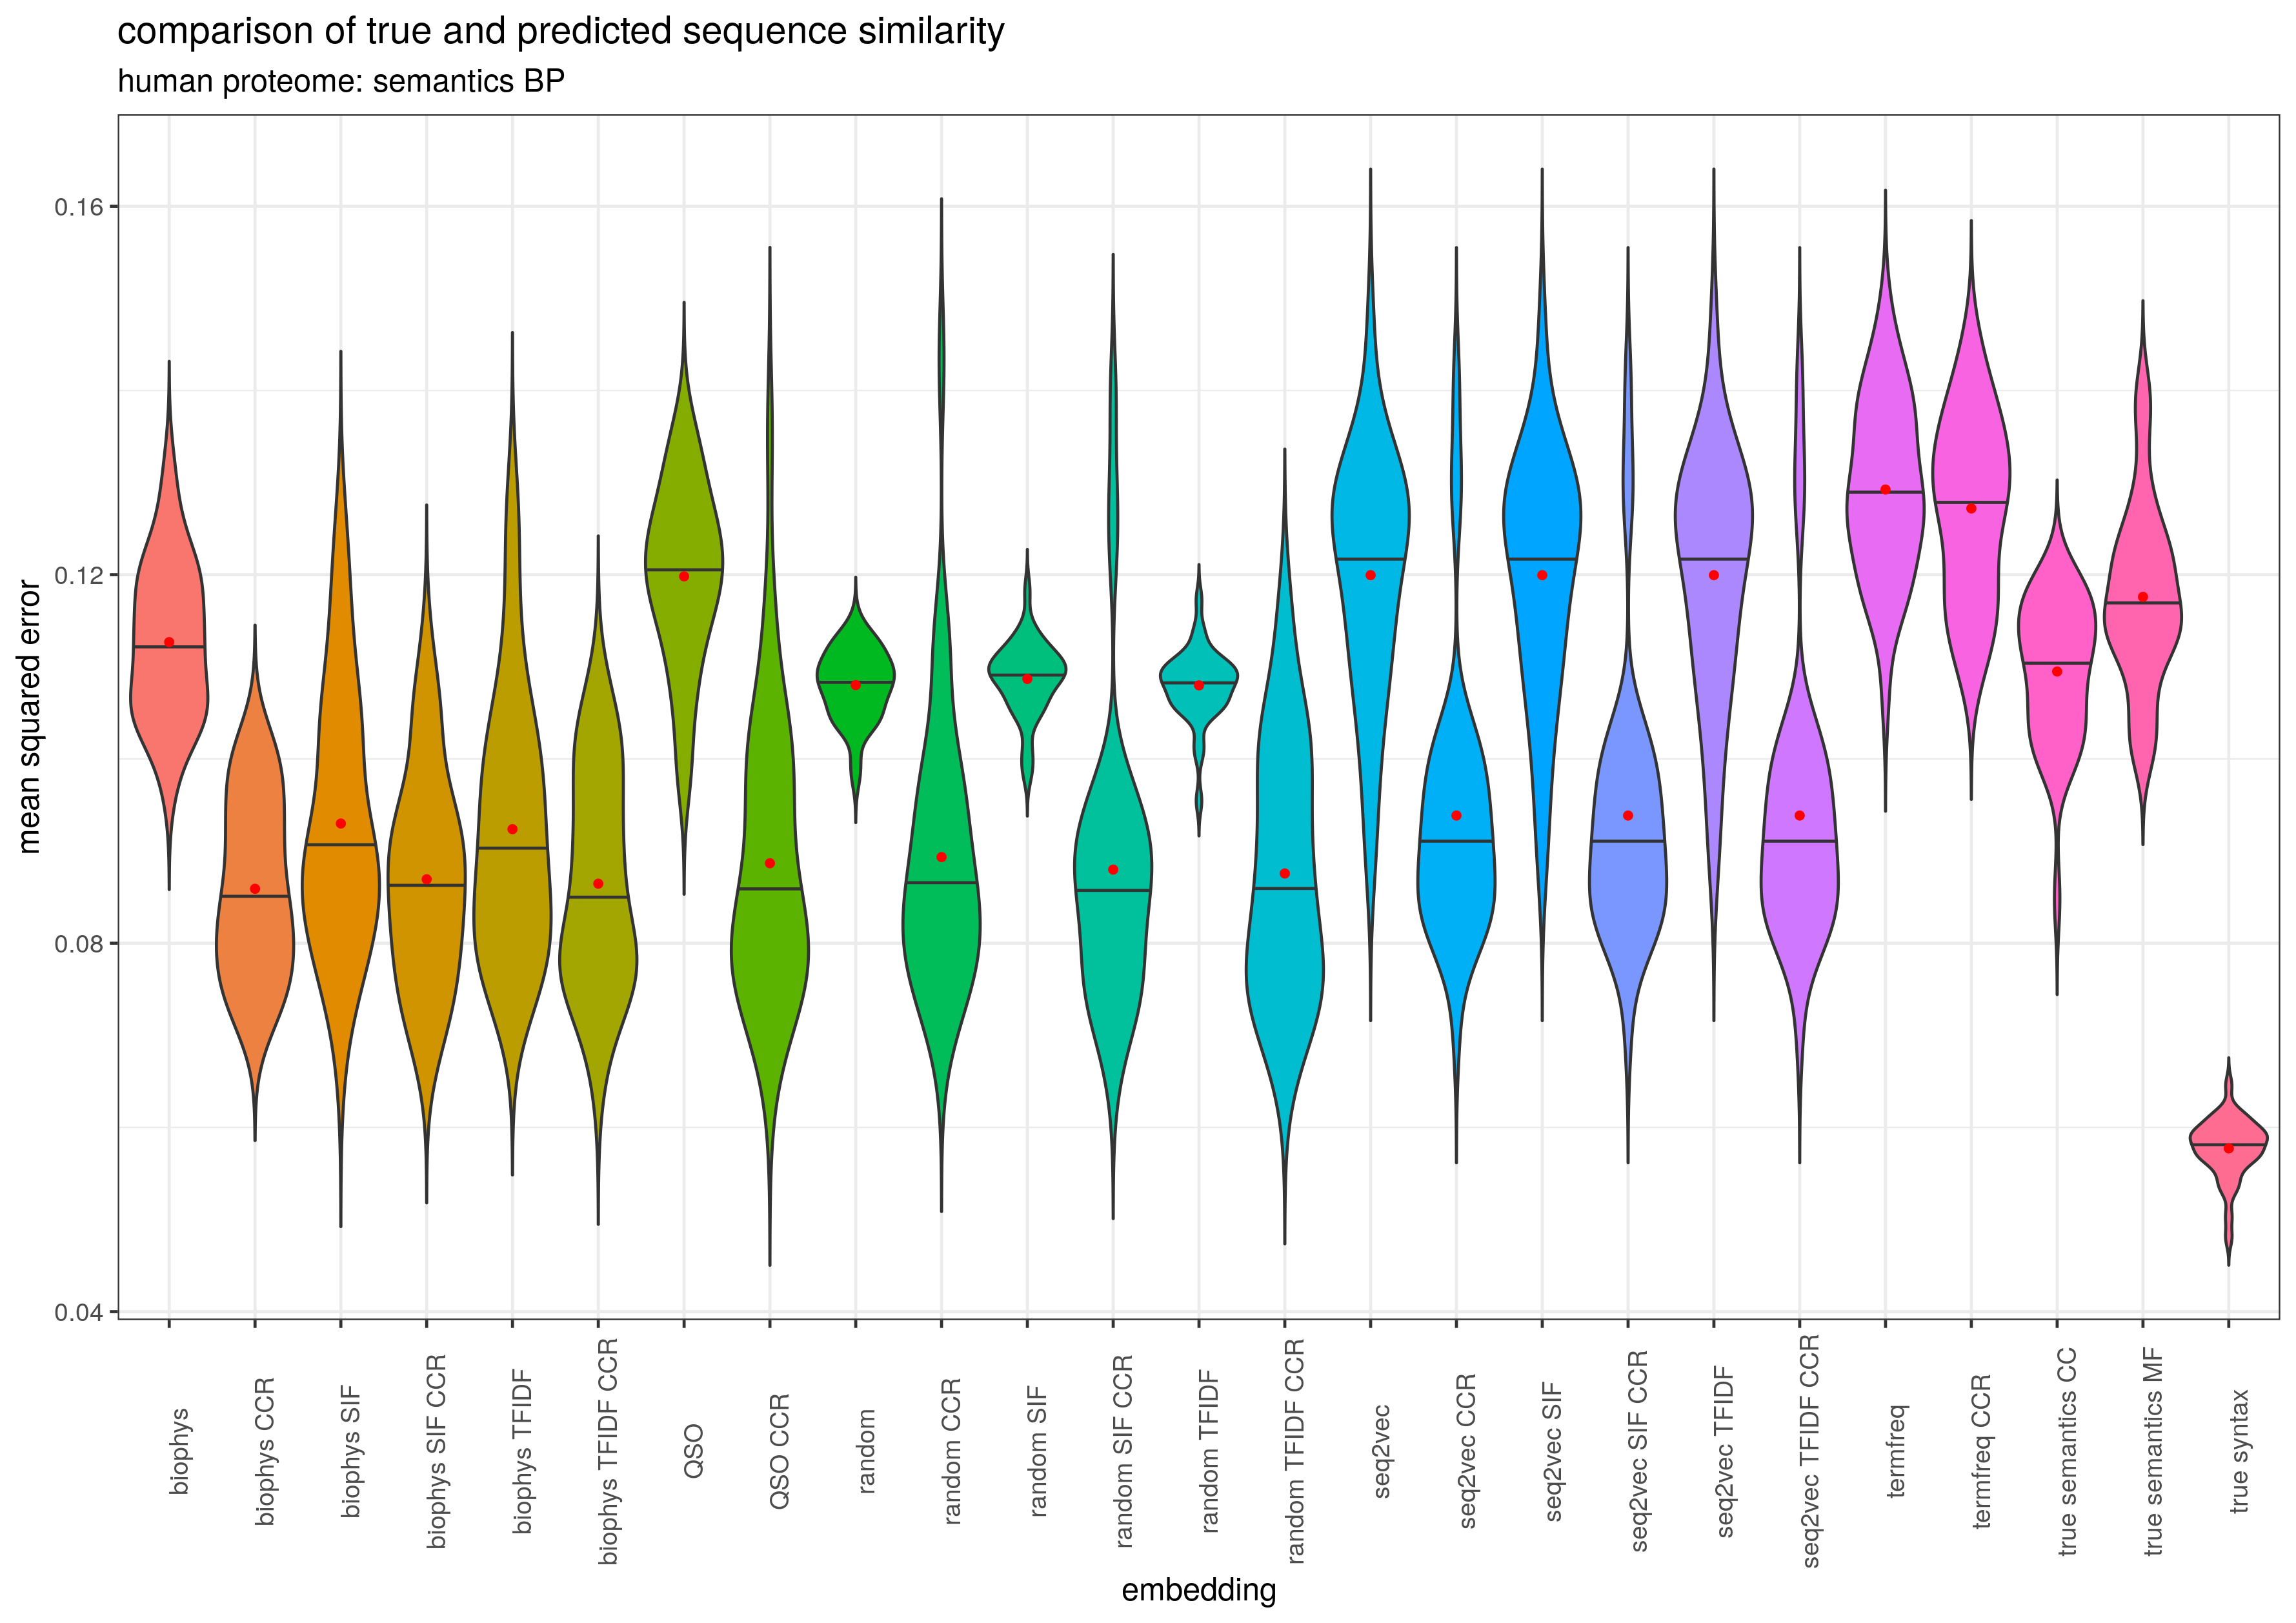 comparison of true and predicted sequence similarity
human proteome: semantics BP
mean squared error
0.16
0.12
0.08
0.04
biophys
biophys CCR
biophys SIF
biophys SIF CCR
biophys TFIDF
biophys TFIDF CCR
QSO
QSO CCR
random
random CCR
random SIF
random SIF CCR
random TFIDF
random TFIDF CCR
seq2vec
seq2vec CCR
seq2vec SIF
seq2vec SIF CCR
seq2vec TFIDF
seq2vec TFIDF CCR
termfreq
termfreq CCR
true semantics CC
true semantics MF
true syntax
embedding